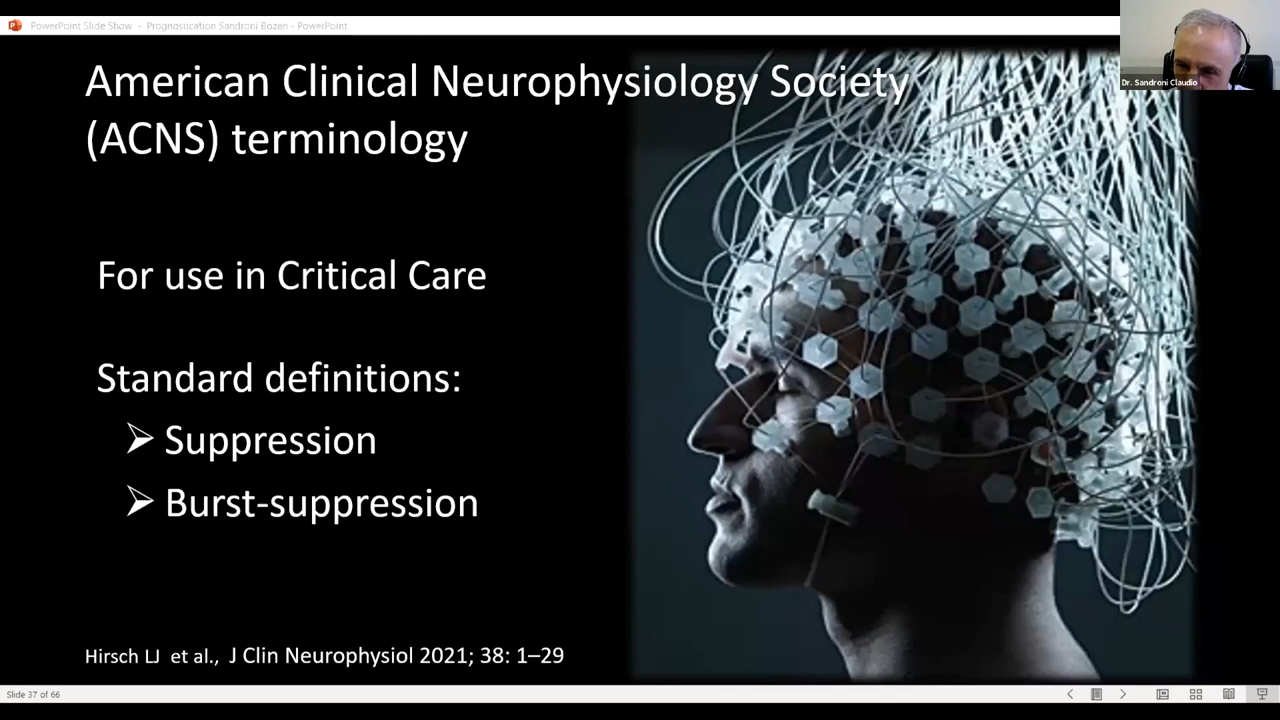 PowerPoint Slide Show - Prognostication Sandroni Bozen - PowerPoint
Dr. Sandroni Claudio
American Clinical Neurophysiology Society
(ACNS) terminology
For use in Critical Care
Standard definitions:
Suppression
Burst-suppression
Hirsch LJ et al., J Clin Neurophysiol 2021; 38: 1–29
Slide 37 of 66